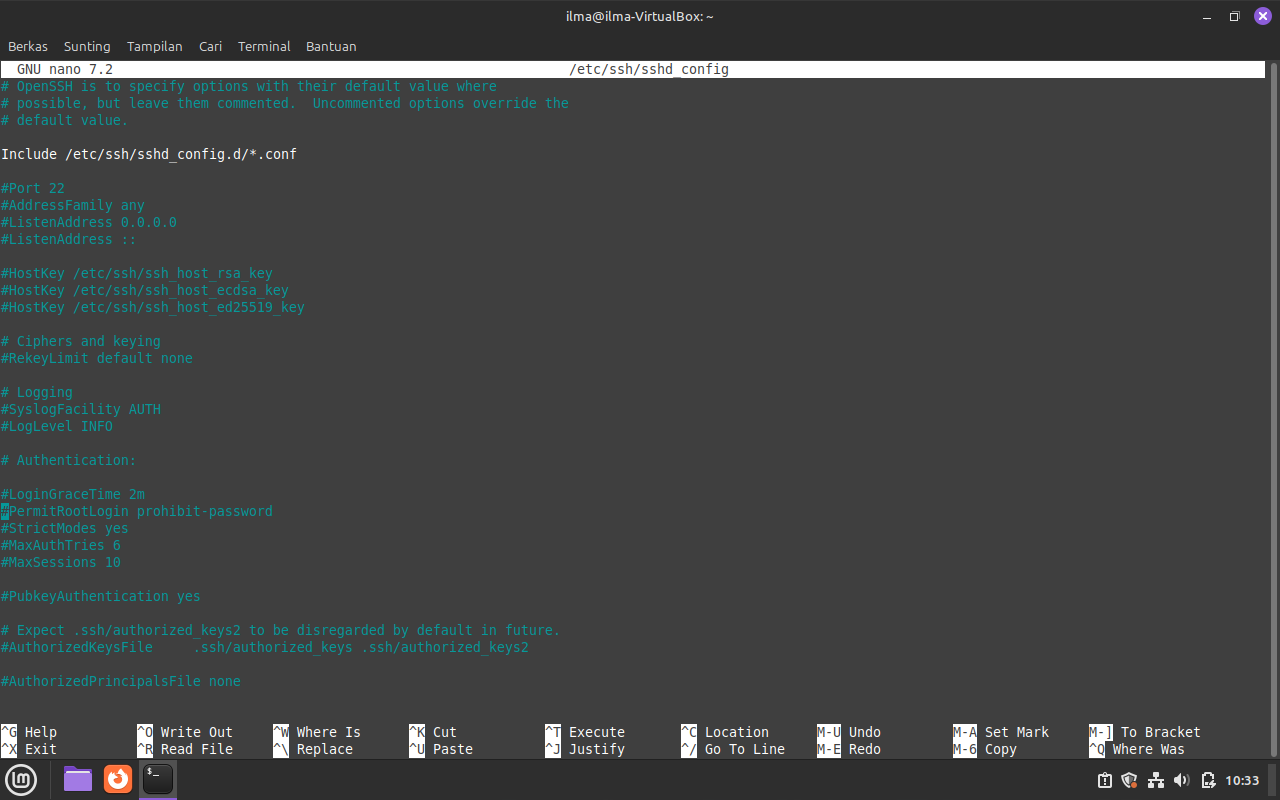 ilma@ilma-VirtualBox: ~
Berkas Sunting Tampilan Cari Terminal Bantuan
GNU nano 7.2 /etc/ssh/sshd_config
# OpenSSH is to specify options with their default value where
# possible, but leave them commented.  Uncommented options override the
# default value.
Include /etc/ssh/sshd_config.d/*.conf
#Port 22
#AddressFamily any
#ListenAddress 0.0.0.0
#ListenAddress ::
#HostKey /etc/ssh/ssh_host_rsa_key
#HostKey /etc/ssh/ssh_host_ecdsa_key
#HostKey /etc/ssh/ssh_host_ed25519_key
# Ciphers and keying
#RekeyLimit default none
# Logging
#SyslogFacility AUTH
#LogLevel INFO
# Authentication:
#LoginGraceTime 2m
#PermitRootLogin prohibit-password
#StrictModes yes
#MaxAuthTries 6
#MaxSessions 10
#PubkeyAuthentication yes
# Expect .ssh/authorized_keys2 to be disregarded by default in future.
#AuthorizedKeysFile     .ssh/authorized_keys .ssh/authorized_keys2
#AuthorizedPrincipalsFile none
^G Help ^O Write Out ^W Where Is ^K Cut ^T Execute ^C Location M-U Undo M-A Set Mark M-] To Bracket
^X Exit ^R Read File ^\ Replace ^U Paste ^J Justify ^/ Go To Line M-E Redo M-6 Copy ^Q Where Was
10:33